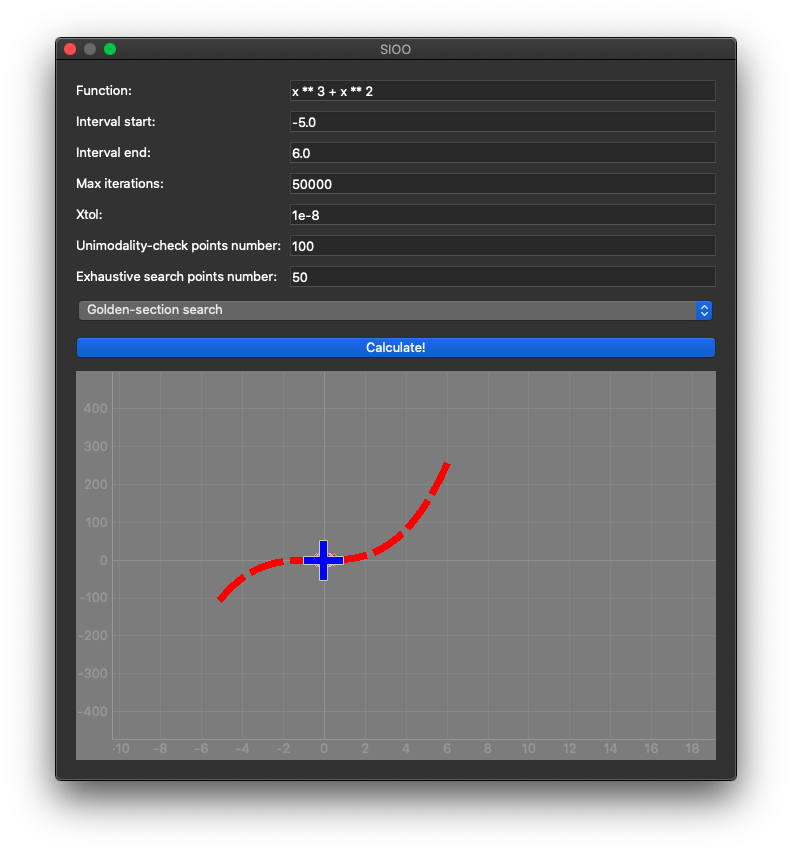 SIOO
Function: x ** 3 + x ** 2
Interval start: -5.0
Interval end: 6.0
Max iterations: 50000
Xtol: 1e-8
Unimodality-check points number: 100
Exhaustive search points number: 50
Golden-section search
Calculate!
400
300
200
100
0
-100
-200
-300
-400
-10 -8 -6 -4 -2 0 2 4 6 8 10 12 14 16 18